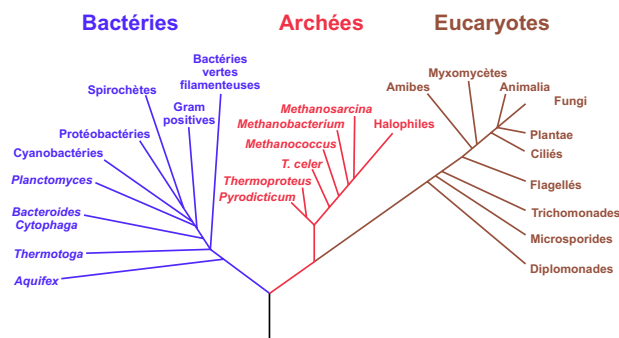 Bactéries
Archées
Eucaryotes
Bactéries
vertes
filamenteuses
Spirochètes
Gram
positives
Protéobactéries
Cyanobactéries
Planctomyces
Bacteroides
Cytophaga
Thermotoga
Aquifex
Methanosarcina
Methanobacterium
Halophiles
Methanococcus
T. celer
Thermoproteus
Pyrodicticum
Myxomycètes
Amibes
Animalia
Fungi
Plantae
Ciliés
Flagellés
Trichomonades
Microsporides
Diplomonades